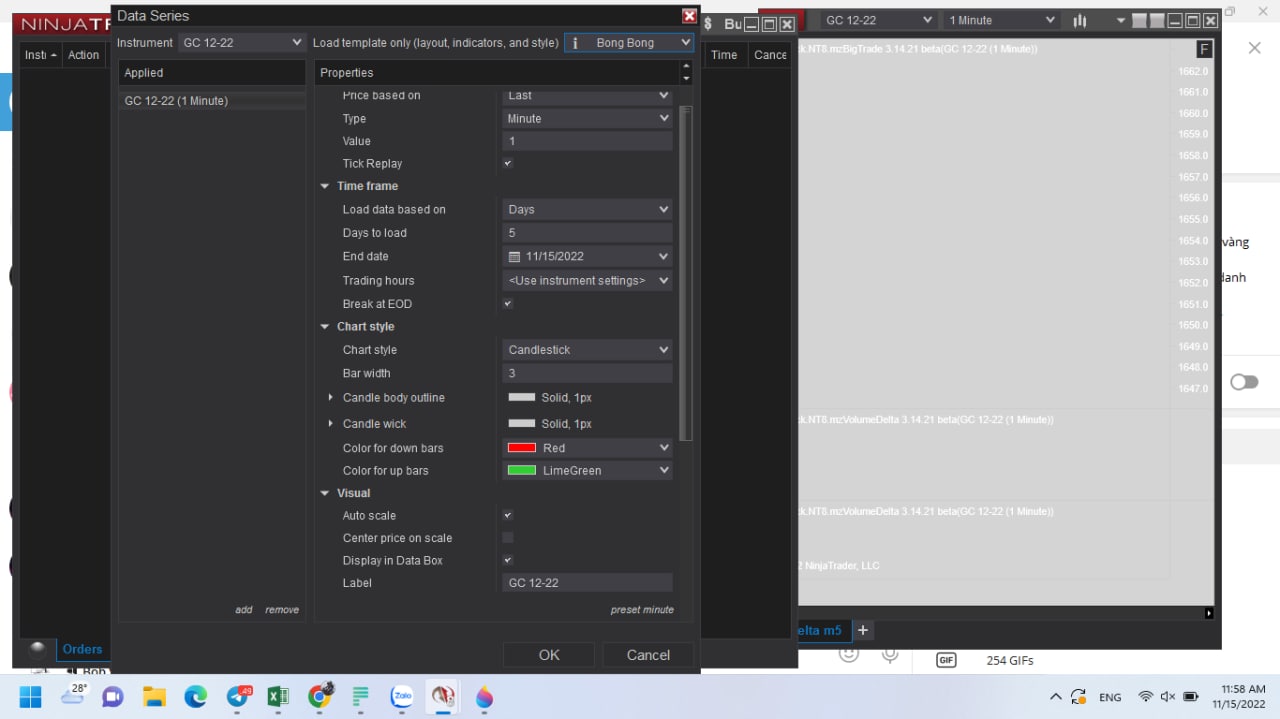 NINJATR
Data Series
$ Bu
GC 12-22
1 Minute
Insti
Action
Instrument
GC 12-22
Load template only (layout, indicators, and style)
Bong Bong
Time
Cance
Applied
GC 12-22 (1 Minute)
Properties
Price based on
Last
Type
Minute
Value
1
Tick Replay
Time frame
Load data based on
Days
Days to load
5
End date
11/15/2022
Trading hours
<Use instrument settings>
Break at EOD
Chart style
Chart style
Candlestick
Bar width
3
Candle body outline
Solid, 1px
Candle wick
Solid, 1px
Color for down bars
Red
Color for up bars
LimeGreen
Visual
Auto scale
Center price on scale
Display in Data Box
Label
GC 12-22
add
remove
preset minute
OK
Cancel
Orders
k.NT8.mzBigTrade 3.14.21 beta(GC 12-22 (1 Minute))
F
1662.0
1661.0
1660.0
1659.0
1658.0
1657.0
1656.0
1655.0
1654.0
1653.0
1652.0
1651.0
1650.0
1649.0
1648.0
1647.0
k.NT8.mzVolumeDelta 3.14.21 beta(GC 12-22 (1 Minute))
k.NT8.mzVolumeDelta 3.14.21 beta(GC 12-22 (1 Minute))
2 NinjaTrader, LLC
elta m5
+
vàng
danh
GIF
254 GIFs
Bob
28°
49
Zalo
ENG
11:58 AM
11/15/2022